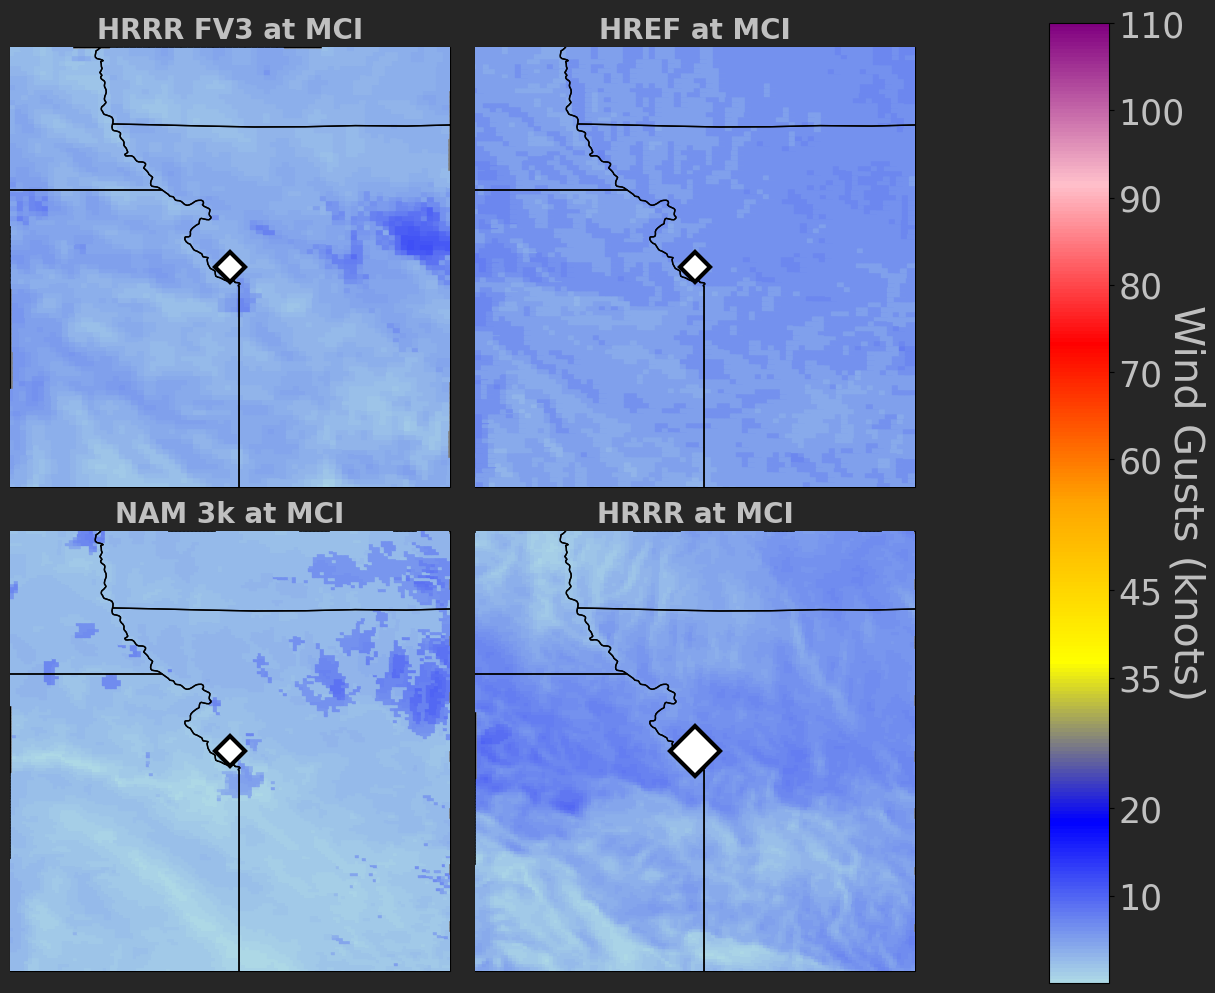 HRRR FV3 at MCI
HREF at MCI
NAM 3k at MCI
HRRR at MCI
110
100
90
80
70
60
45
35
20
10
Wind Gusts (knots)